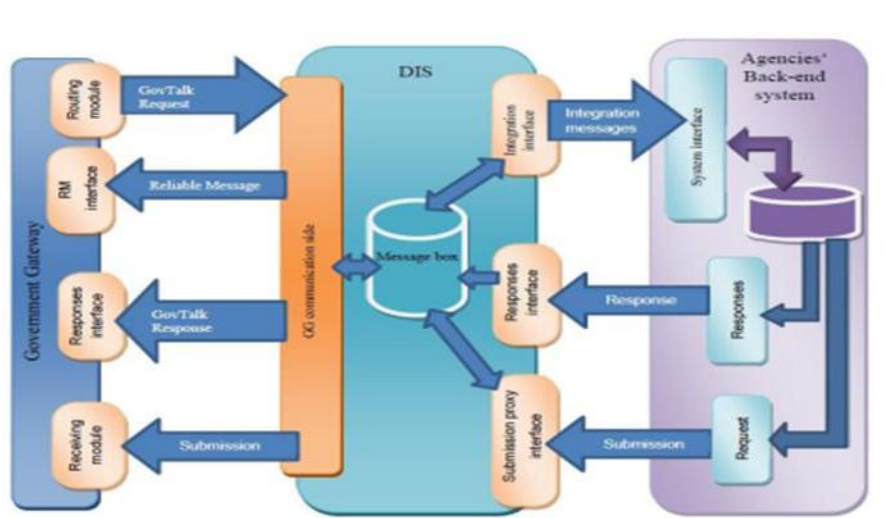 Government Gateway
Routing
module
RM
interface
Responses
interface
Receiving
module
GovTalk
Request
Reliable Message
GovTalk
Response
Submission
GG communication side
DIS
Message box
Integration
interface
Responses
interface
Submission proxy
interface
Integration
messages
Response
Submission
Agencies'
Back-end
system
System interface
Responses
Request